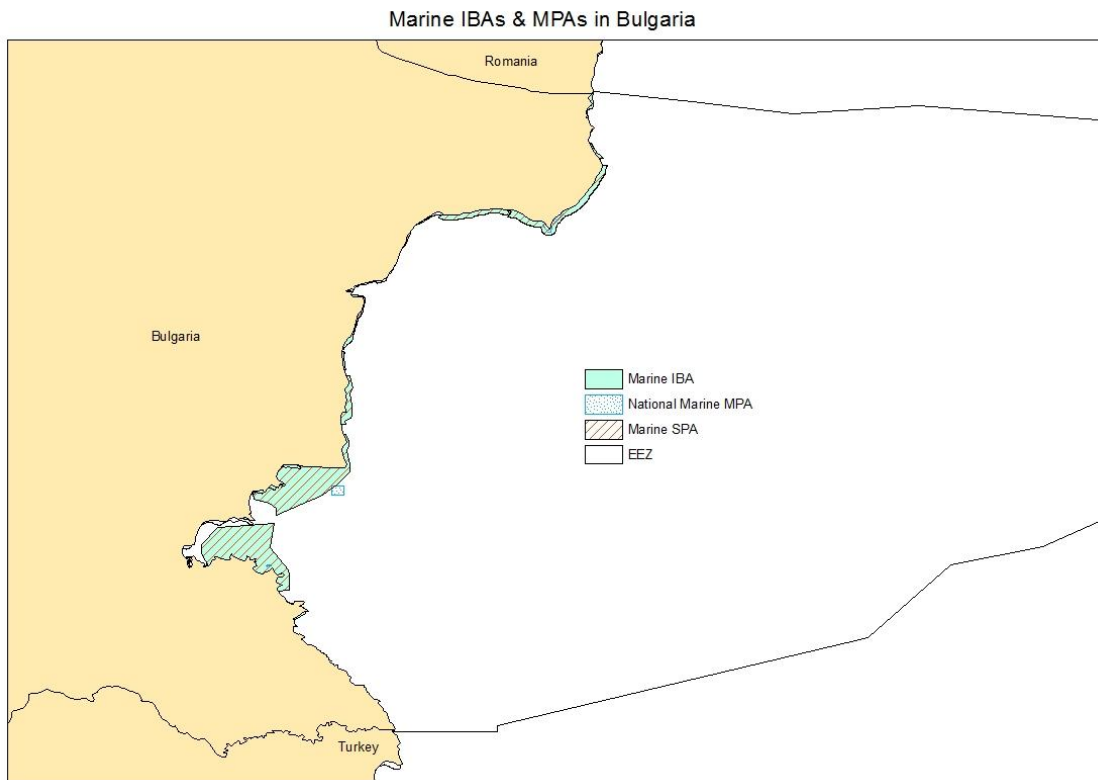 Marine IBAs & MPAs in Bulgaria
Romania
Bulgaria
Marine IBA
National Marine MPA
Marine SPA
EEZ
Turkey